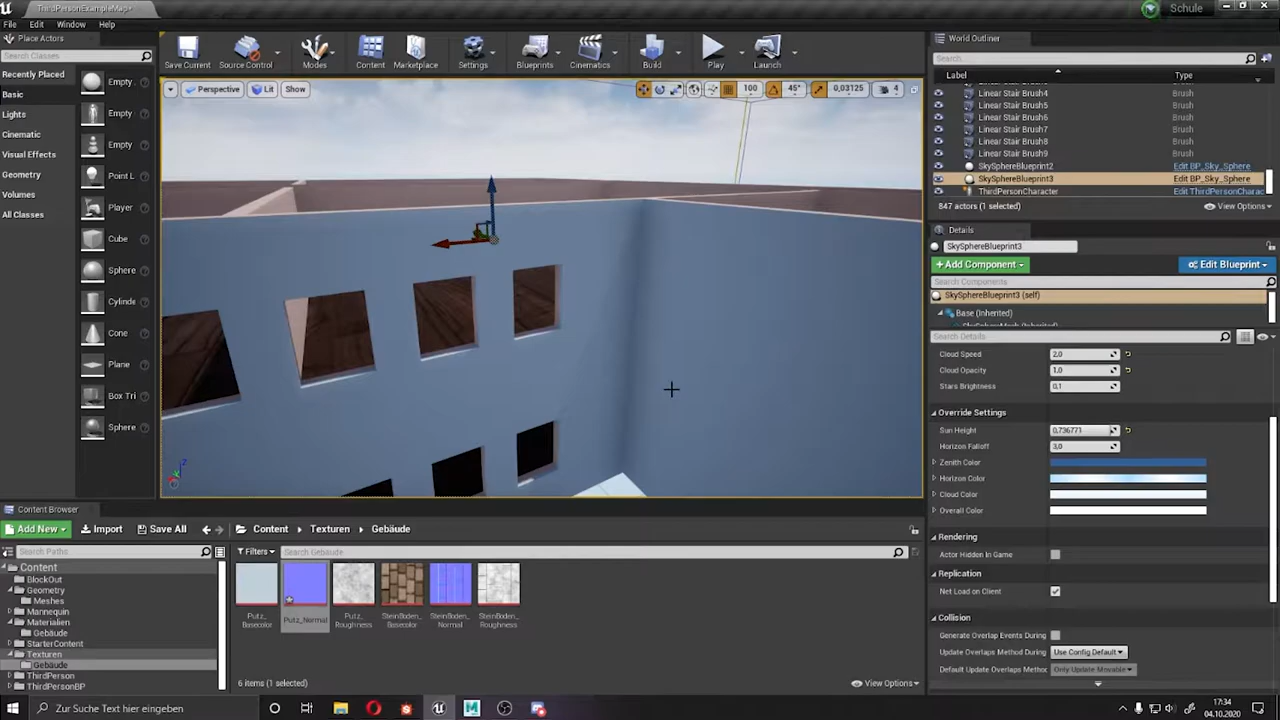 ThirdPersonExampleMap*
Schule
File Edit Window Help
Place Actors
Search Classes
Recently Placed
Basic
Lights
Cinematic
Visual Effects
Geometry
Volumes
All Classes
Empty
Empty
Empty
Point L
Player
Cube
Sphere
Cylinde
Cone
Plane
Box Tri
Sphere
Save Current
Source Control
Modes
Content
Marketplace
Settings
Blueprints
Cinematics
Build
Play
Launch
Perspective
Lit
Show
100
45°
0,03125
4
World Outliner
Search...
Label Type
Linear Stair Brush4 Brush
Linear Stair Brush5 Brush
Linear Stair Brush6 Brush
Linear Stair Brush7 Brush
Linear Stair Brush8 Brush
Linear Stair Brush9 Brush
SkySphereBlueprint2 Edit BP_Sky_Sphere
SkySphereBlueprint3 Edit BP_Sky_Sphere
ThirdPersonCharacter Edit ThirdPersonCharac
847 actors (1 selected) View Options
Details
SkySphereBlueprint3
+Add Component
Edit Blueprint
Search Components
SkySphereBlueprint3 (self)
Base (Inherited)
SkySphereMesh (Inherited)
Search Details
Cloud Speed 2,0
Cloud Opacity 1,0
Stars Brightness 0,1
Override Settings
Sun Height 0,736771
Horizon Falloff 3,0
Zenith Color
Horizon Color
Cloud Color
Overall Color
Rendering
Actor Hidden In Game
Replication
Net Load on Client
Collision
Generate Overlap Events During
Update Overlaps Method During Use Config Default
Default Update Overlaps Method Only Update Movable
Content Browser
Add New
Import
Save All
Content
Texturen
Gebäude
Search Paths
Filters
Search Gebäude
Content
BlockOut
Geometry
Meshes
Mannequin
Materialien
Gebäude
StarterContent
Texturen
Gebäude
ThirdPerson
ThirdPersonBP
Putz_
Basecolor
Putz_Normal
Putz_
Roughness
SteinBoden_
Basecolor
SteinBoden_
Normal
SteinBoden_
Roughness
6 items (1 selected)
View Options
Zur Suche Text hier eingeben
17:34
04.10.2020